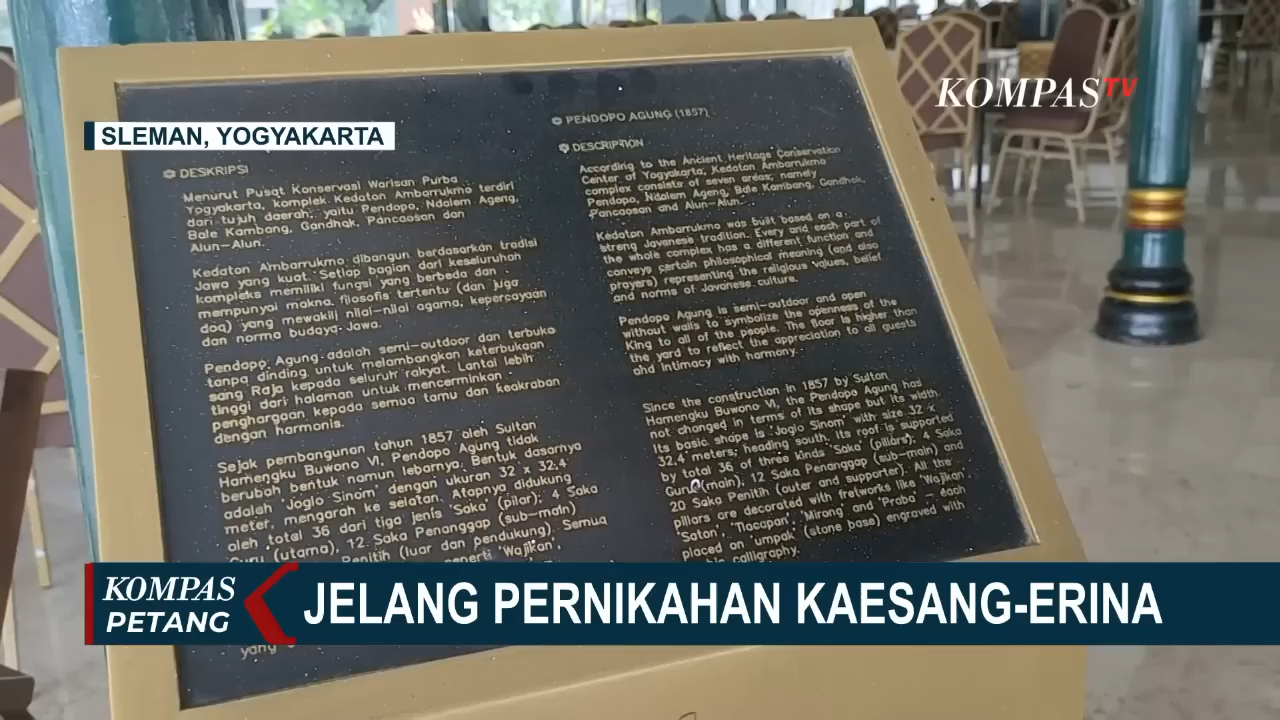 KOMPASTV
SLEMAN, YOGYAKARTA
DESKRIPSI
Menurut Pusat Konservasi Warisan Purba
Yogyakarta, komplek Kedaton Ambarrukmo terdiri
dari tujuh daerah; yaitu Pendopo, Ndalem Ageng,
Bale Kambang, Gandhok, Pancaosan dan
Alun-Alun.
Kedaton Ambarrukmo dibangun berdasarkan tradisi
Jawa yang kuat. Setiap bagian dari keseluruhan
kompleks memiliki fungsi yang berbeda dan
mempunyai makna filosofis tertentu (dan juga
doa) yang mewakili nilai-nilai agama, kepercayaan
dan norma budaya Jawa.
Pendopo Agung adalah semi-outdoor dan terbuka
tanpa dinding untuk melambangkan keterbukaan
sang Raja kepada seluruh rakyat. Lantai lebih
tinggi dari halaman untuk mencerminkan
penghargaan kepada semua tamu dan keakraban
dengan harmonis.
Sejak pembangunan tahun 1857 oleh Sultan
Hamengku Buwono VI, Pendopo Agung tidak
berubah bentuk namun lebarnya. Bentuk dasarnya
adalah 'Joglo Sinom' dengan ukuran 32 x 32,4
meter, mengarah ke selatan. Atapnya didukung
oleh total 36 dari tiga jenis 'Saka' (pilar); 4 Saka
Guru (utama), 12 Saka Penanggap (sub-main)
Penitih (luar dan pendukung). Semua
seperti 'Wajikan',
yang
PENDOPO AGUNG (1857)
DESCRIPTION
According to the Ancient Heritage Conservation
Center of Yogyakarta, Kedaton Ambarrukmo
complex consists of seven areas; namely
Pendopo, Ndalem Ageng, Bale Kambang, Gandhok,
Pancaosan and Alun-Alun.
Kedaton Ambarrukmo was built based on a
streng Javanese tradition. Every and each part of
the whole complex has a different function and
conveys certain philosophical meaning (and also
prayers) representing the religious values, belief
and norms of Javanese culture.
Pendopo Agung is semi-outdoor and open
without walls to symbolize the openness of the
King to all of the people. The floor is higher than
the yard to reflect the appreciation to all guests
and intimacy with harmony.
Since the construction in 1857 by Sultan
Hamengku Buwono VI, the Pendopo Agung has
not changed in terms of its shape but its width.
Its basic shape is 'Joglo Sinom' with size 32 x
32,4 meters, heading south. Its roof is supported
by total 36 of three kinds 'Saka' (pillars); 4 Saka
Guru (main), 12 Saka Penanggap (sub-main) and
20 Saka Penitih (outer and supporter). All the
pillars are decorated with fretworks like 'Wajikan',
'Saton', 'Tlacapan', 'Mirong' and 'Praba' – each
placed on 'umpak' (stone base) engraved with
calligraphy.
KOMPAS
PETANG
JELANG PERNIKAHAN KAESANG-ERINA